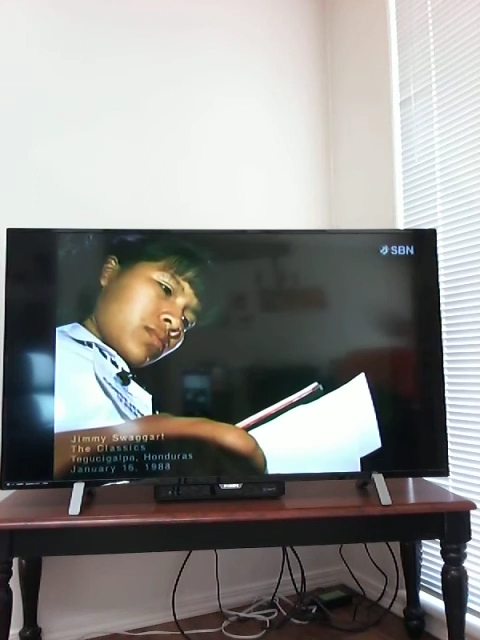 SBN
Jimmy Swaggart
The Classics
Tegucigalpa, Honduras
January 16, 1988